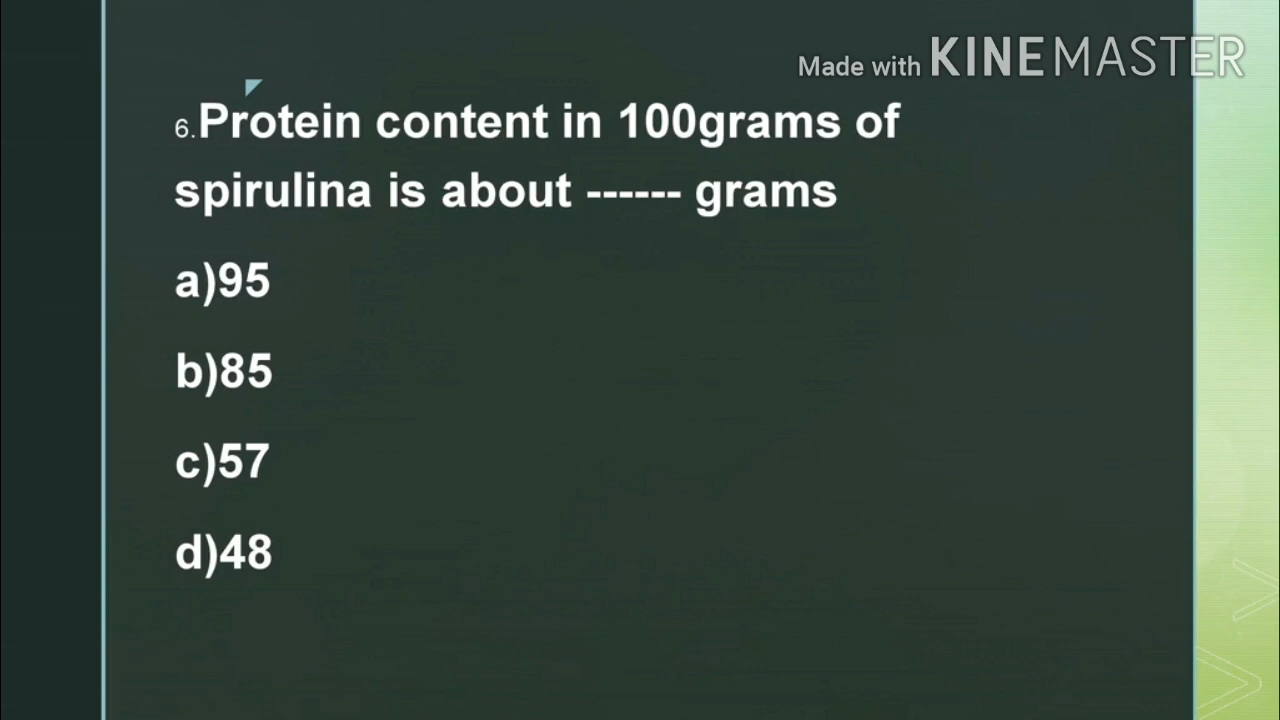 Made with KINEMASTER
6.Protein content in 100grams of
spirulina is about ------ grams
a)95
b)85
c)57
d)48